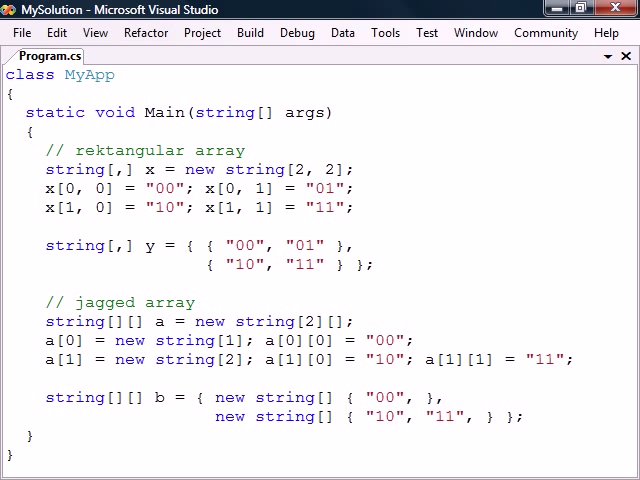 MySolution - Microsoft Visual Studio
File Edit View Refactor Project Build Debug Data Tools Test Window Community Help
Program.cs
class MyApp
{
static void Main(string[] args)
{
// rektangular array
string[,] x = new string[2, 2];
x[0, 0] = "00"; x[0, 1] = "01";
x[1, 0] = "10"; x[1, 1] = "11";
string[,] y = { { "00", "01" },
{ "10", "11" } };
// jagged array
string[][] a = new string[2][];
a[0] = new string[1]; a[0][0] = "00";
a[1] = new string[2]; a[1][0] = "10"; a[1][1] = "11";
string[][] b = { new string[] { "00", },
new string[] { "10", "11", } };
}
}